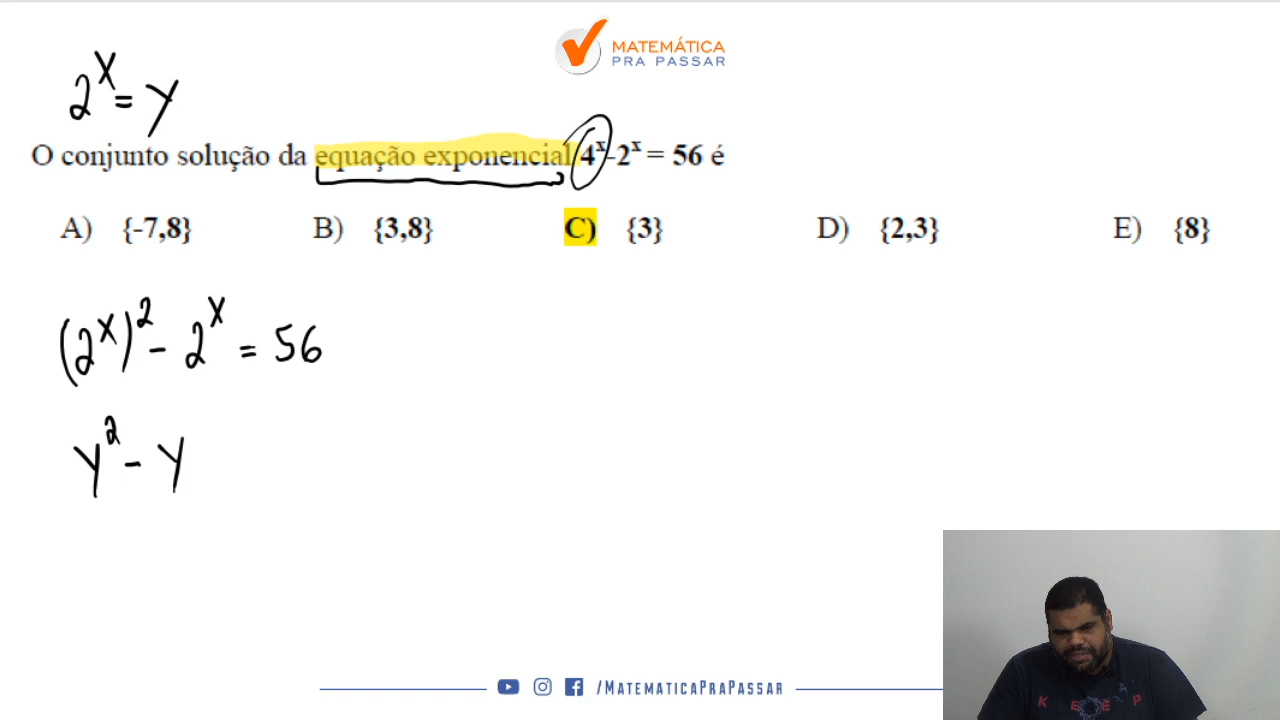 MATEMÁTICA
PRA PASSAR
2^x = y
O conjunto solução da equação exponencial 4^x-2^x = 56 é
A) {-7,8} B) {3,8} C) {3} D) {2,3} E) {8}
(2^x)^2 - 2^x = 56
y^2 - y
/MatematicaPraPassar
K E E P